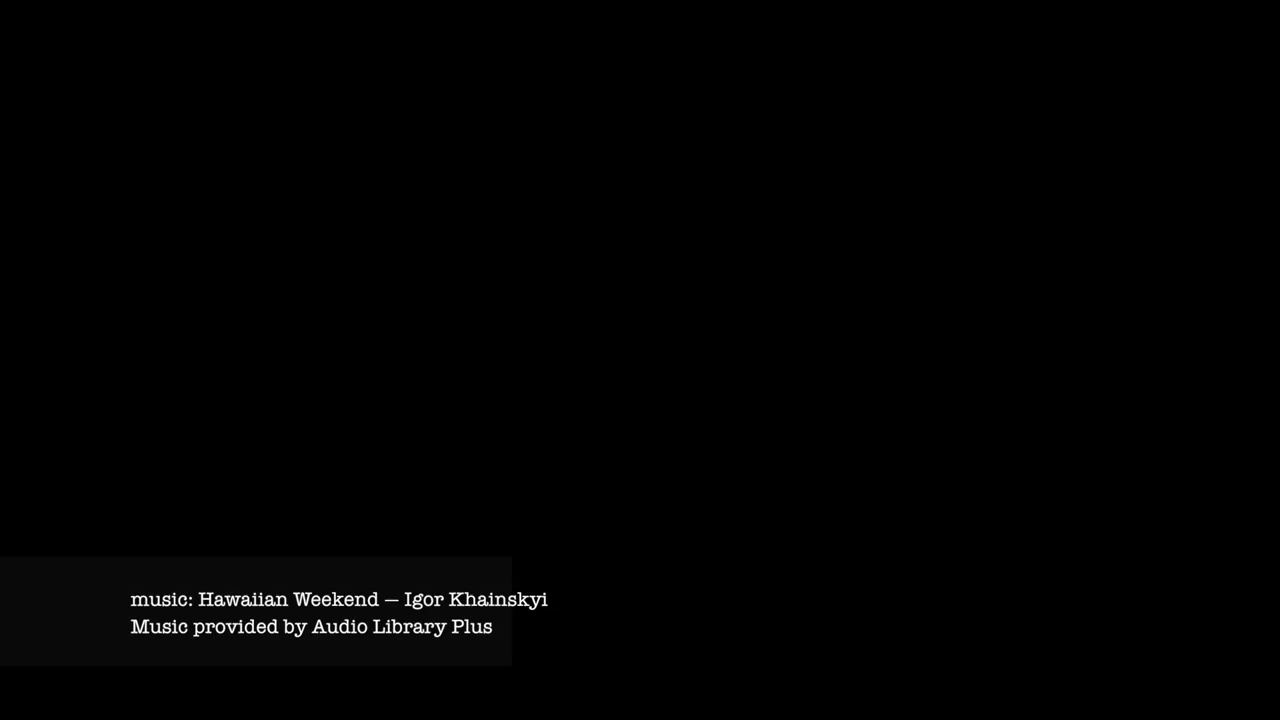 music: Hawaiian Weekend — Igor Khainskyi
Music provided by Audio Library Plus